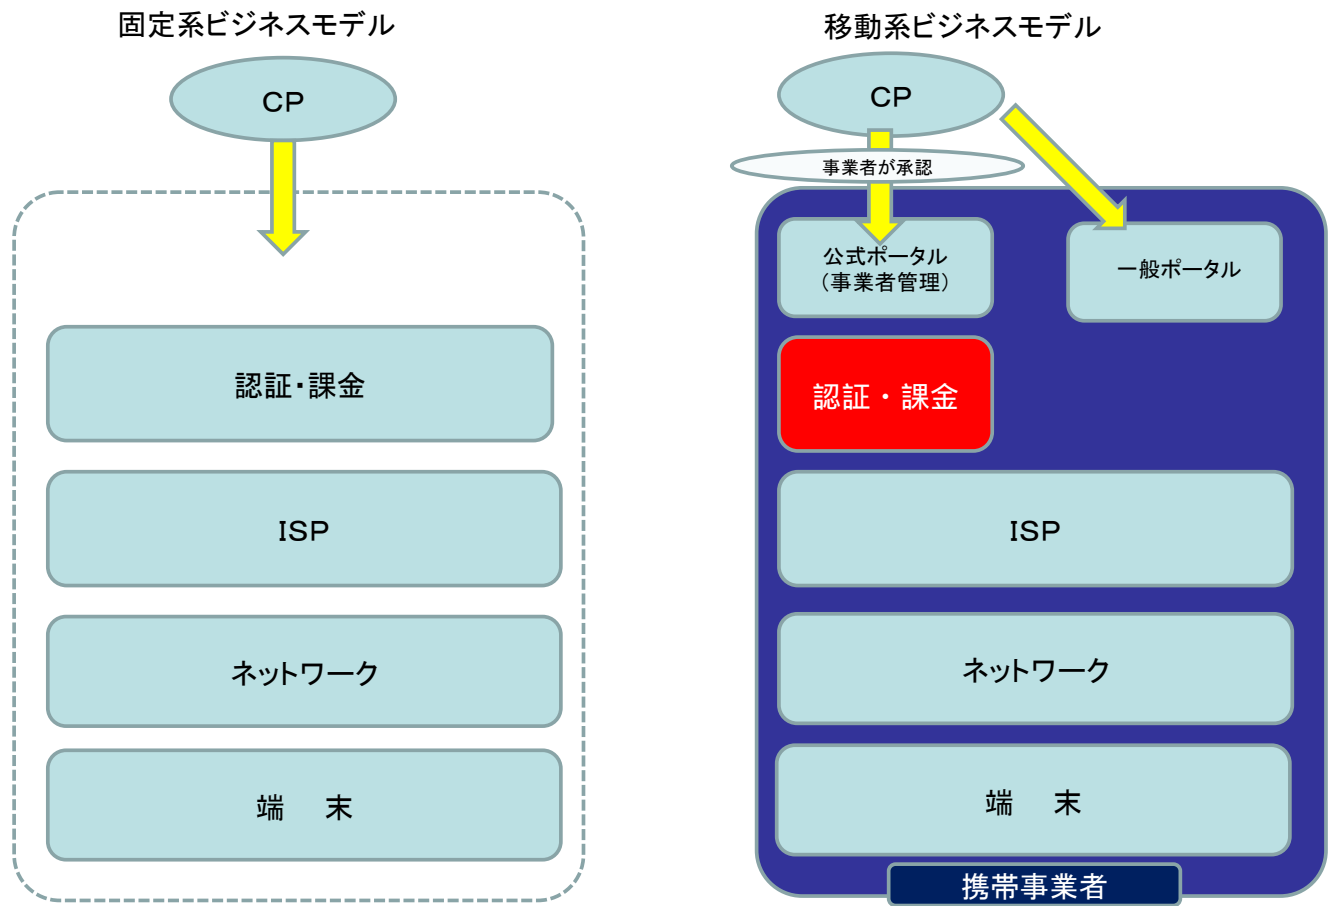 固定系ビジネスモデル
CP
認証・課金
ISP
ネットワーク
端　末
移動系ビジネスモデル
CP
事業者が承認
公式ポータル
（事業者管理）
一般ポータル
認証・課金
ISP
ネットワーク
端　末
携帯事業者